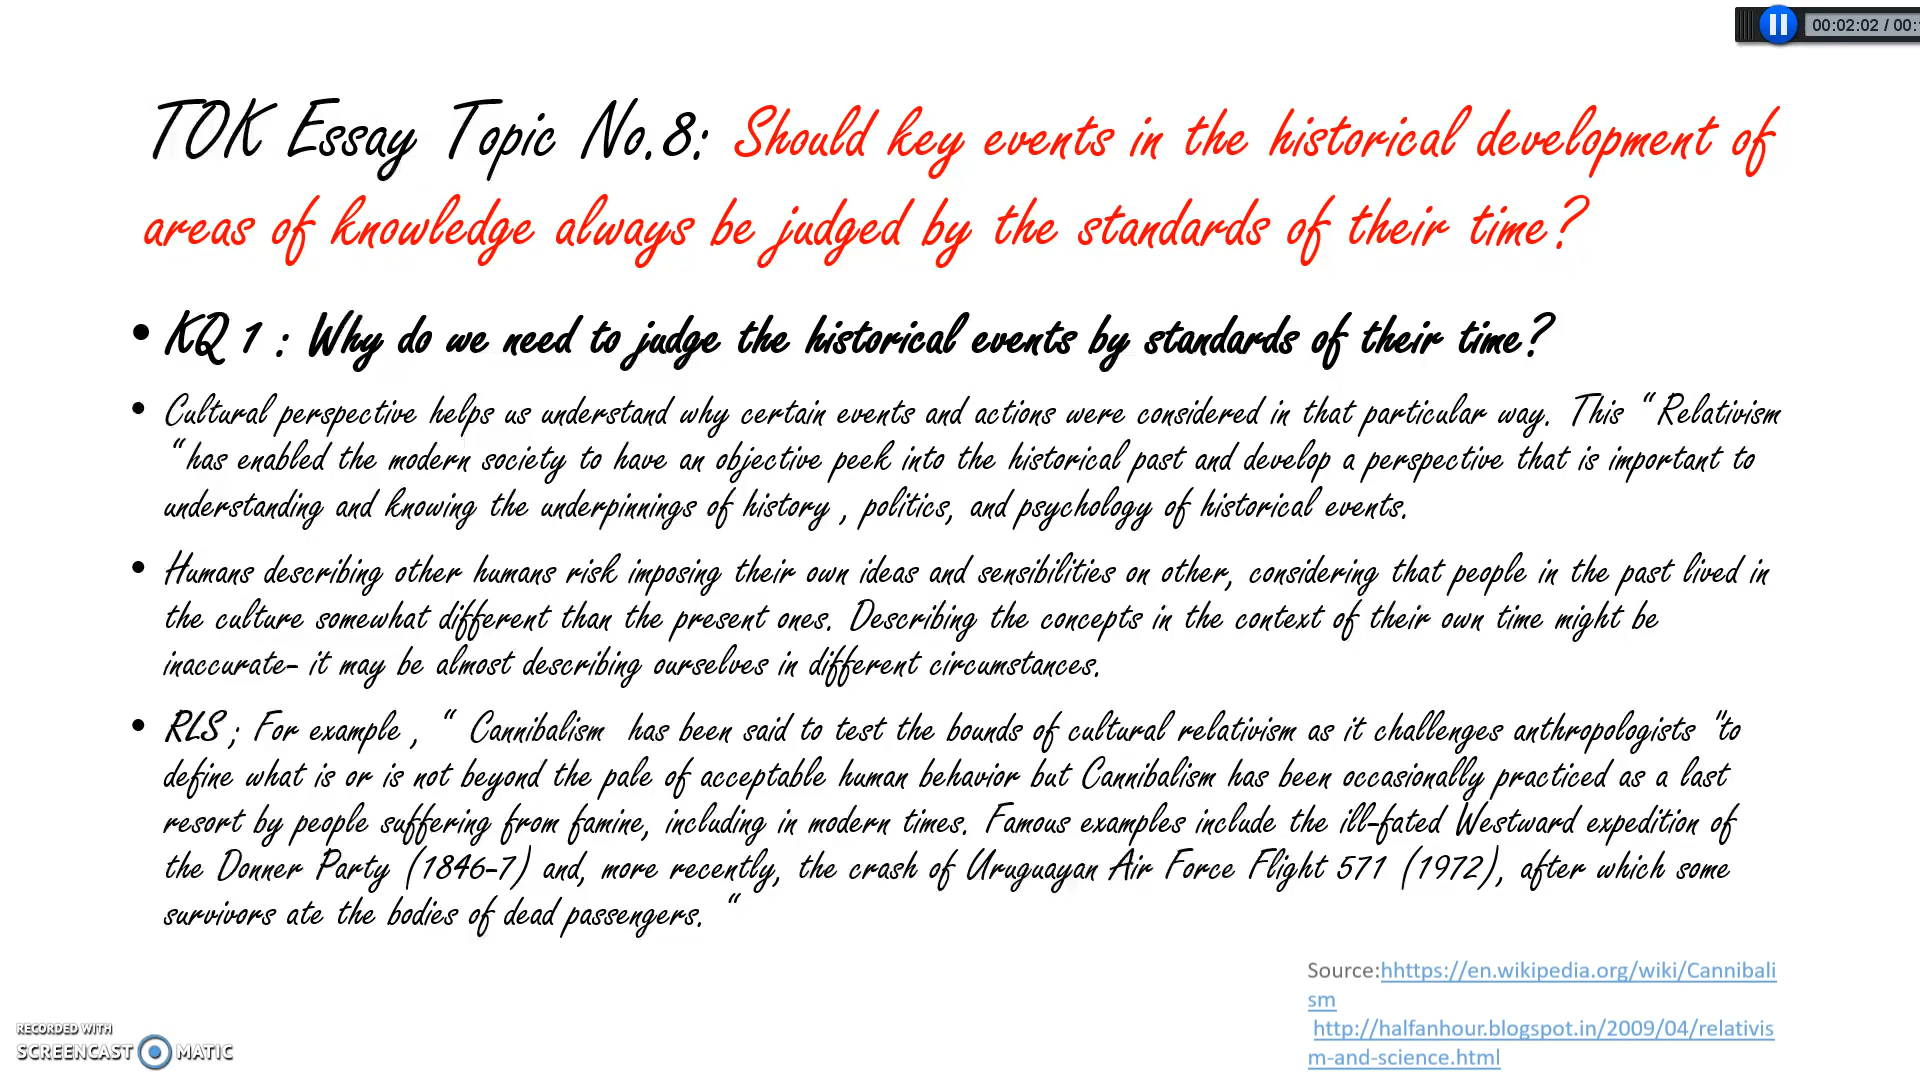 00:02:02 / 00:
TOK Essay Topic No.8: Should key events in the historical development of
areas of knowledge always be judged by the standards of their time?
• KQ 1 : Why do we need to judge the historical events by standards of their time?
• Cultural perspective helps us understand why certain events and actions were considered in that particular way. This “ Relativism
“ has enabled the modern society to have an objective peek into the historical past and develop a perspective that is important to
understanding and knowing the underpinnings of history , politics, and psychology of historical events.
• Humans describing other humans risk imposing their own ideas and sensibilities on other, considering that people in the past lived in
the culture somewhat different than the present ones. Describing the concepts in the context of their own time might be
inaccurate- it may be almost describing ourselves in different circumstances.
• RLS ; For example , “ Cannibalism has been said to test the bounds of cultural relativism as it challenges anthropologists "to
define what is or is not beyond the pale of acceptable human behavior but Cannibalism has been occasionally practiced as a last
resort by people suffering from famine, including in modern times. Famous examples include the ill-fated Westward expedition of
the Donner Party (1846-7) and, more recently, the crash of Uruguayan Air Force Flight 571 (1972), after which some
survivors ate the bodies of dead passengers. “
Source:hhttps://en.wikipedia.org/wiki/Cannibali
sm
http://halfanhour.blogspot.in/2009/04/relativis
m-and-science.html
RECORDED WITH
SCREENCAST MATIC